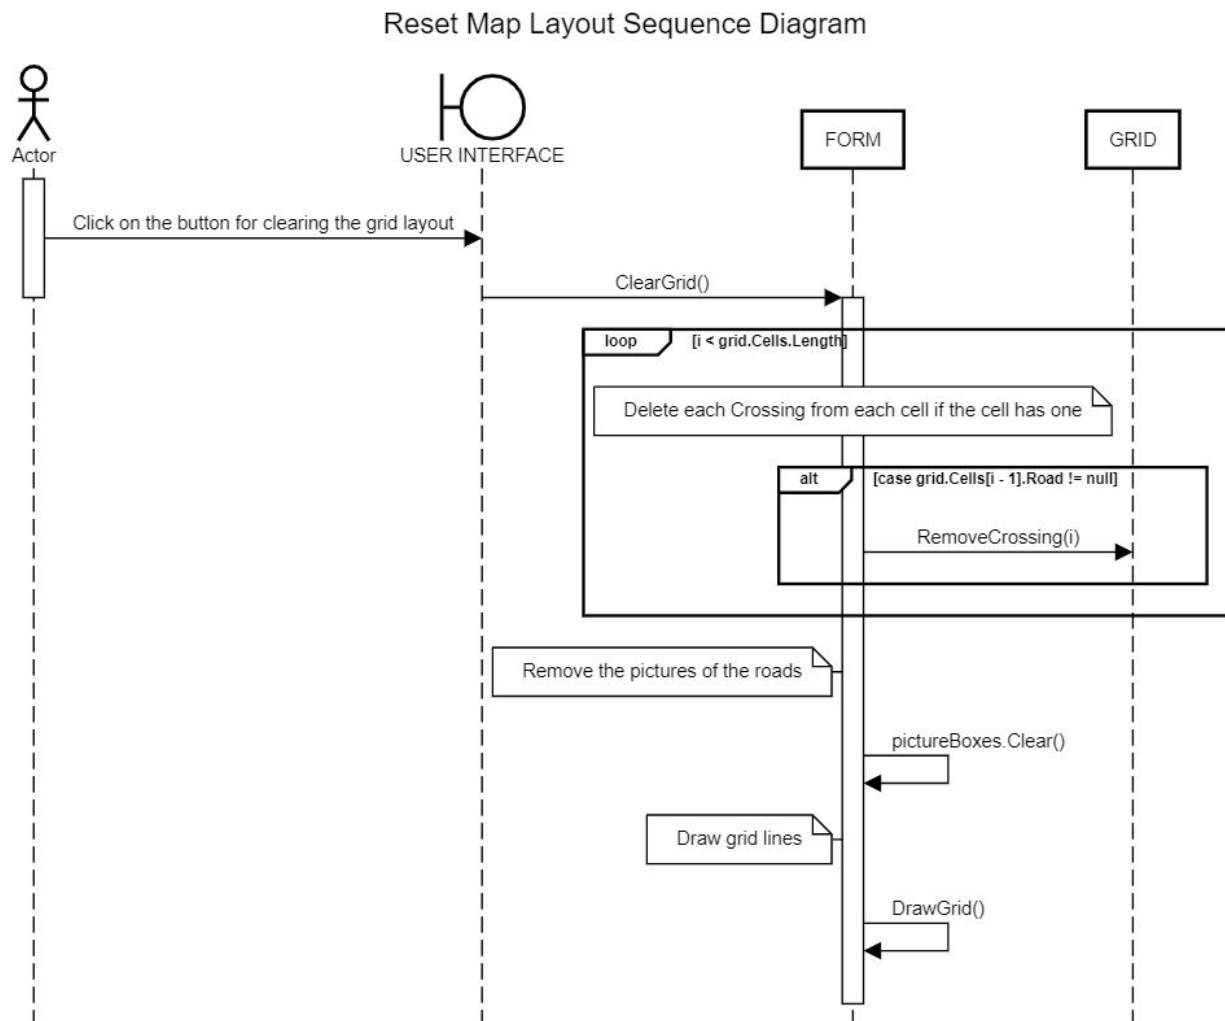 Reset Map Layout Sequence Diagram
Actor
USER INTERFACE
FORM
GRID
Click on the button for clearing the grid layout
ClearGrid()
loop
[i < grid.Cells.Length]
Delete each Crossing from each cell if the cell has one
alt
[case grid.Cells[i - 1].Road != null]
RemoveCrossing(i)
Remove the pictures of the roads
pictureBoxes.Clear()
Draw grid lines
DrawGrid()